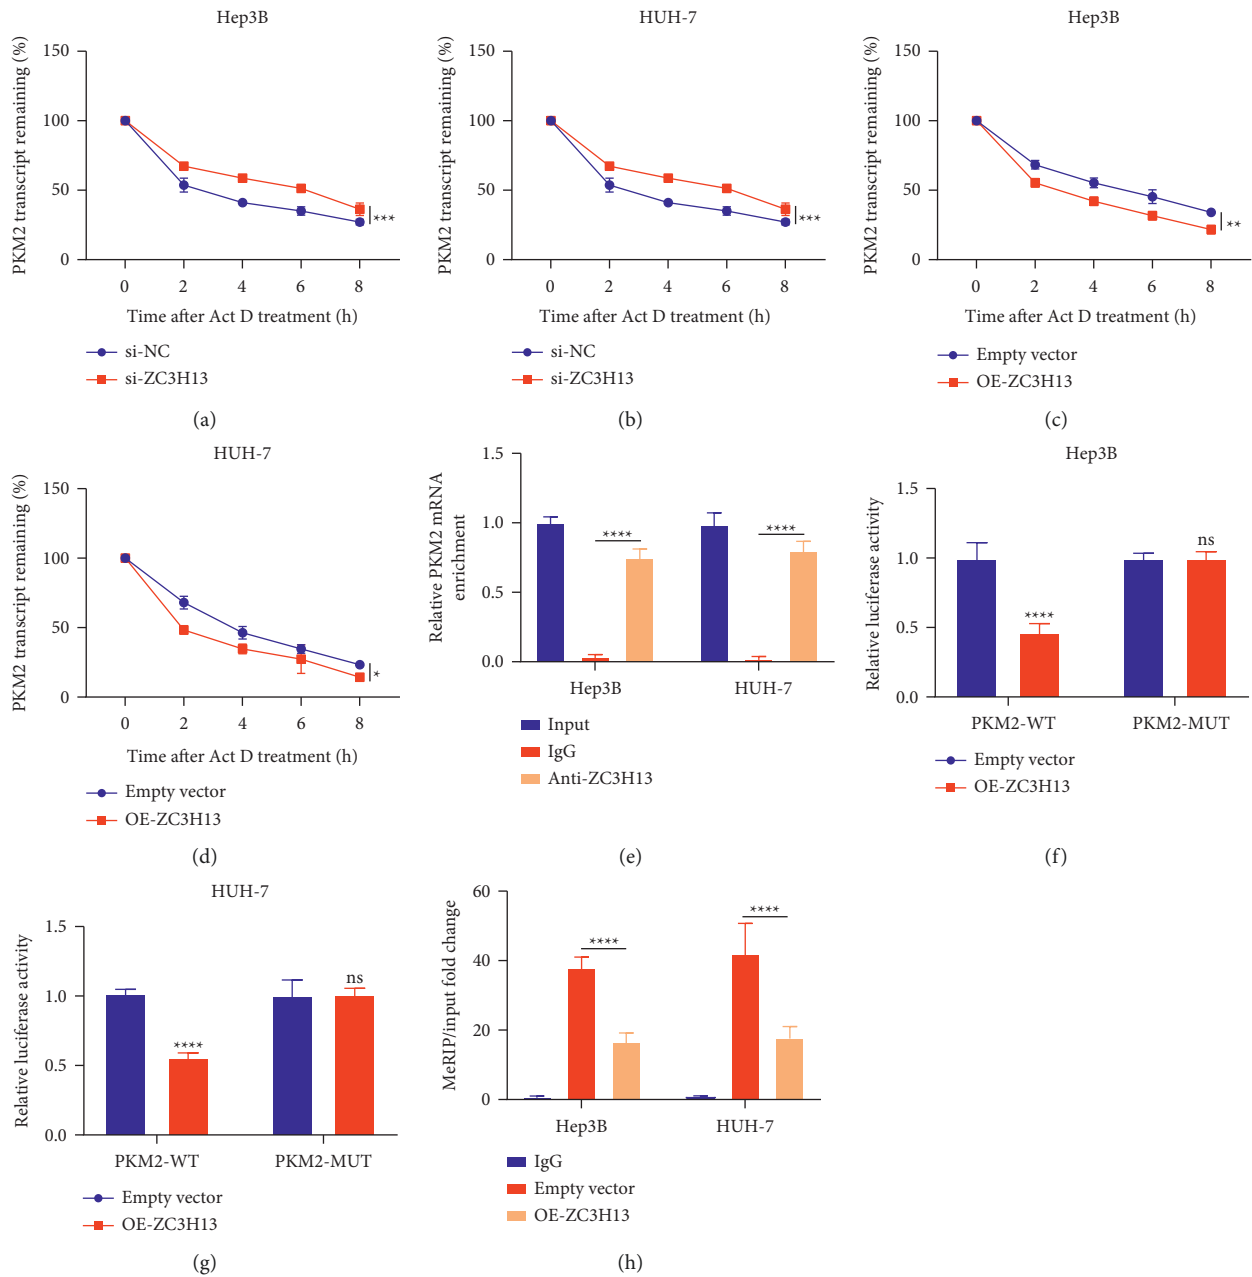 Hep3B
PKM2 transcript remaining (%)
150
100
50
0
***
0 2 4 6 8
Time after Act D treatment (h)
si-NC
si-ZC3H13
(a)
HUH-7
PKM2 transcript remaining (%)
150
100
50
0
***
0 2 4 6 8
Time after Act D treatment (h)
si-NC
si-ZC3H13
(b)
Hep3B
PKM2 transcript remaining (%)
150
100
50
0
**
0 2 4 6 8
Time after Act D treatment (h)
Empty vector
OE-ZC3H13
(c)
HUH-7
PKM2 transcript remaining (%)
150
100
50
0
*
0 2 4 6 8
Time after Act D treatment (h)
Empty vector
OE-ZC3H13
(d)
Relative PKM2 mRNA
enrichment
1.5
1.0
0.5
0.0
**** ****
Hep3B HUH-7
Input
IgG
Anti-ZC3H13
(e)
Hep3B
Relative luciferase activity
1.5
1.0
0.5
0.0
**** ns
PKM2-WT PKM2-MUT
Empty vector
OE-ZC3H13
(f)
HUH-7
Relative luciferase activity
1.5
1.0
0.5
0.0
**** ns
PKM2-WT PKM2-MUT
Empty vector
OE-ZC3H13
(g)
MeRIP/input fold change
60
40
20
0
**** ****
Hep3B HUH-7
IgG
Empty vector
OE-ZC3H13
(h)